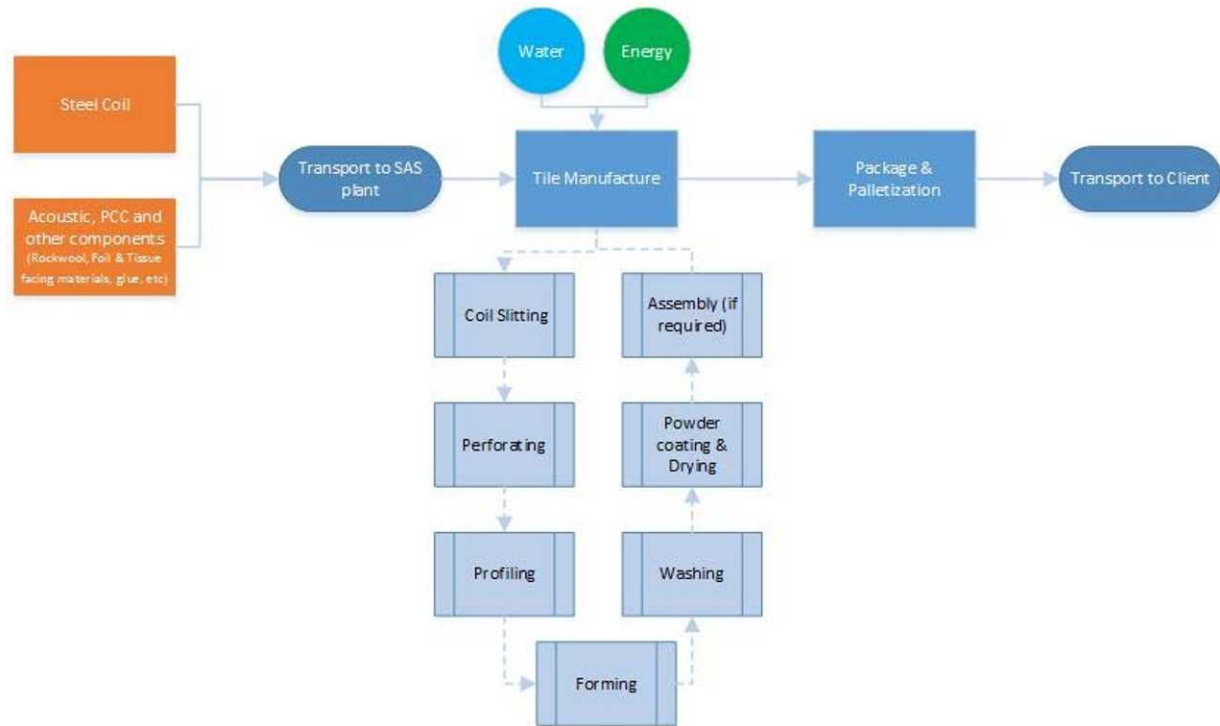 Water
Energy
Steel Coil
Transport to SAS
plant
Tile Manufacture
Package &
Palletization
Transport to Client
Acoustic, PCC and
other components
(Rockwool, Foil & Tissue
facing materials, glue, etc)
Coil Slitting
Perforating
Profiling
Forming
Washing
Powder
coating &
Drying
Assembly (if
required)